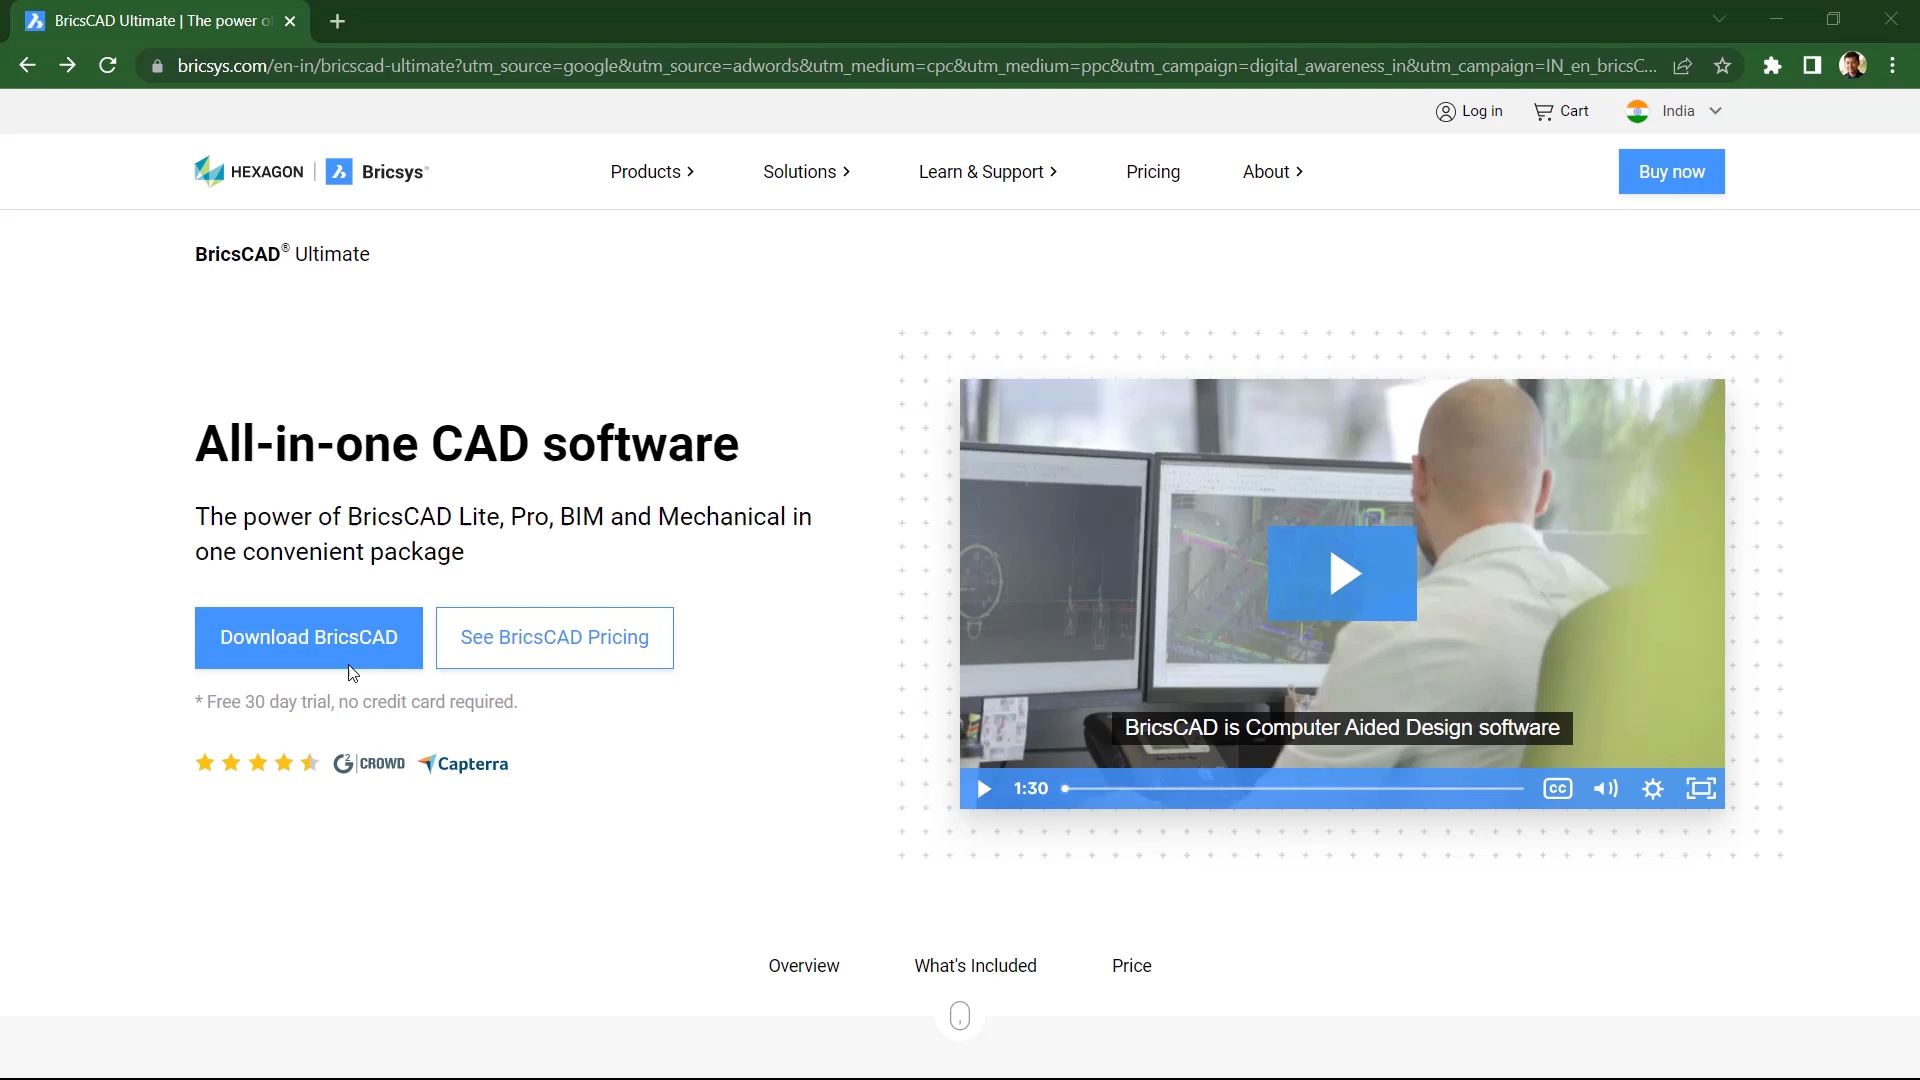 BricsCAD Ultimate | The power o
bricsys.com/en-in/bricscad-ultimate?utm_source=google&utm_source=adwords&utm_medium=cpc&utm_medium=ppc&utm_campaign=digital_awareness_in&utm_campaign=IN_en_bricsC...
Log in
Cart
India
HEXAGON | Bricsys
Products
Solutions
Learn & Support
Pricing
About
Buy now
BricsCAD® Ultimate
All-in-one CAD software
The power of BricsCAD Lite, Pro, BIM and Mechanical in
one convenient package
Download BricsCAD
See BricsCAD Pricing
* Free 30 day trial, no credit card required.
G2 | CROWD
Capterra
BricsCAD is Computer Aided Design software
1:30
CC
Overview
What's Included
Price